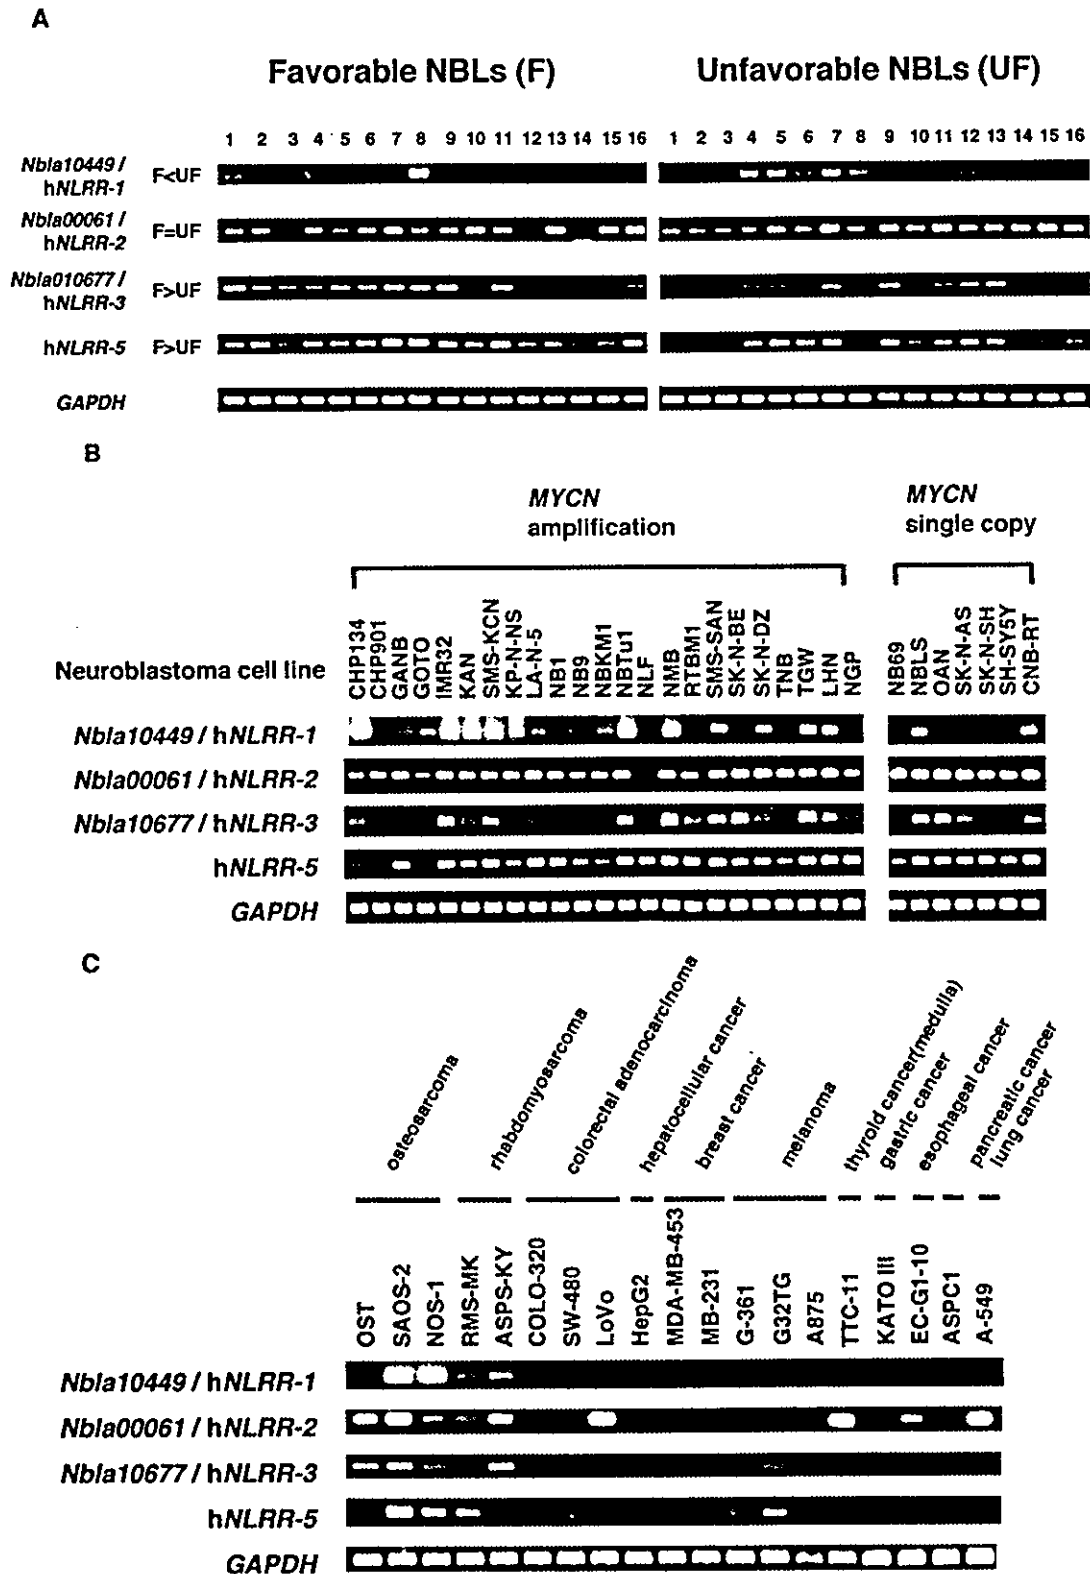 A
Favorable NBLs (F)
Unfavorable NBLs (UF)
1 2 3 4 5 6 7 8 9 10 11 12 13 14 15 16
1 2 3 4 5 6 7 8 9 10 11 12 13 14 15 16
Nbla10449 /
hNLRR-1
F<UF
Nbla00061 /
hNLRR-2
F=UF
Nbla010677 /
hNLRR-3
F>UF
hNLRR-5
F>UF
GAPDH
B
MYCN
amplification
MYCN
single copy
Neuroblastoma cell line
CHP134
CHP901
GANB
GOTO
IMR32
KAN
SMS-KCN
KP-N-NS
LA-N-5
NB1
NB9
NBKM1
NBTu1
NLF
NMB
RTBM1
SMS-SAN
SK-N-BE
SK-N-DZ
TNB
TGW
LHN
NGP
NB69
NBLS
OAN
SK-N-AS
SK-N-SH
SH-SY5Y
CNB-RT
Nbla10449 / hNLRR-1
Nbla00061 / hNLRR-2
Nbla10677 / hNLRR-3
hNLRR-5
GAPDH
C
osteosarcoma
rhabdomyosarcoma
colorectal adenocarcinoma
hepatocellular cancer
breast cancer
melanoma
thyroid cancer(medulla)
gastric cancer
esophageal cancer
pancreatic cancer
lung cancer
OST
SAOS-2
NOS-1
RMS-MK
ASPS-KY
COLO-320
SW-480
LoVo
HepG2
MDA-MB-453
MB-231
G-361
G32TG
A875
TTC-11
KATO III
EC-G1-10
ASPC1
A-549
Nbla10449 / hNLRR-1
Nbla00061 / hNLRR-2
Nbla10677 / hNLRR-3
hNLRR-5
GAPDH